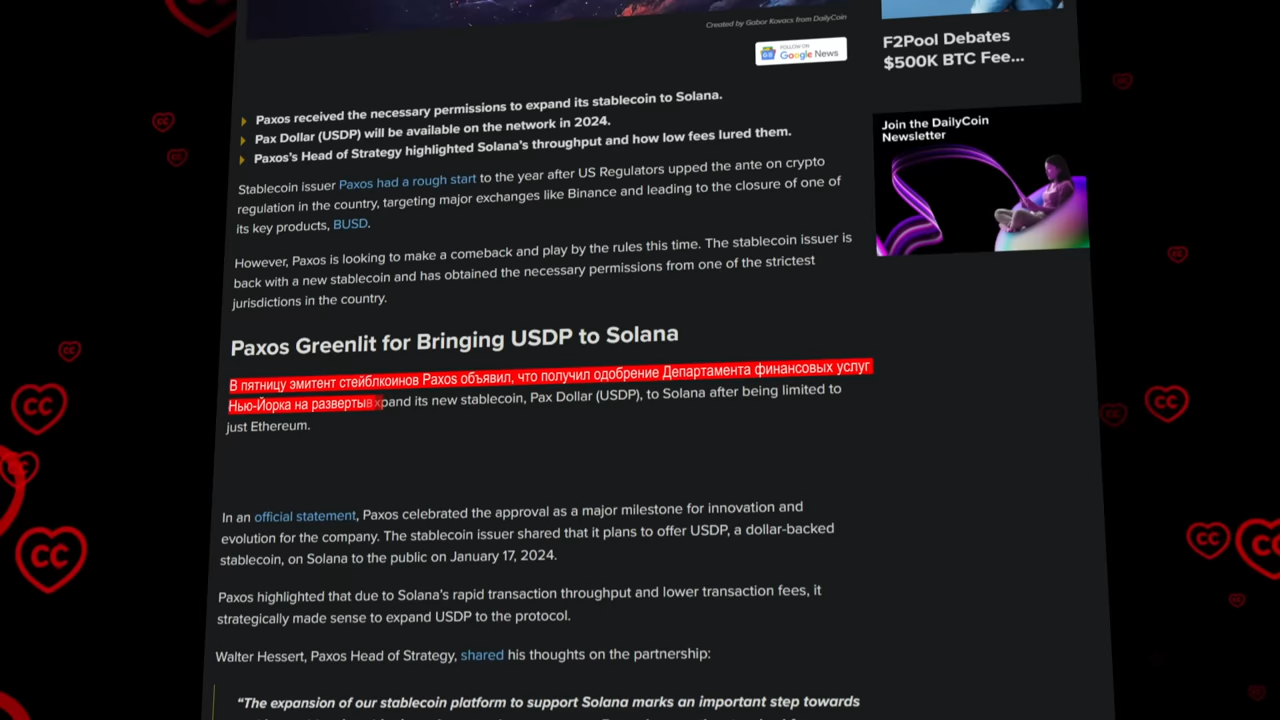 Created by Gabor Kovacs from DailyCoin
FOLLOW ON
Google News
F2Pool Debates
$500K BTC Fee...
Join the DailyCoin
Newsletter
Paxos received the necessary permissions to expand its stablecoin to Solana.
Pax Dollar (USDP) will be available on the network in 2024.
Paxos's Head of Strategy highlighted Solana's throughput and how low fees lured them.
Stablecoin issuer Paxos had a rough start to the year after US Regulators upped the ante on crypto
regulation in the country, targeting major exchanges like Binance and leading to the closure of one of
its key products, BUSD.
However, Paxos is looking to make a comeback and play by the rules this time. The stablecoin issuer is
back with a new stablecoin and has obtained the necessary permissions from one of the strictest
jurisdictions in the country.
Paxos Greenlit for Bringing USDP to Solana
В пятницу эмитент стейблкоинов Paxos объявил, что получил одобрение Департамента финансовых услуг
Нью-Йорка на развертыв xpand its new stablecoin, Pax Dollar (USDP), to Solana after being limited to
just Ethereum.
In an official statement, Paxos celebrated the approval as a major milestone for innovation and
evolution for the company. The stablecoin issuer shared that it plans to offer USDP, a dollar-backed
stablecoin, on Solana to the public on January 17, 2024.
Paxos highlighted that due to Solana's rapid transaction throughput and lower transaction fees, it
strategically made sense to expand USDP to the protocol.
Walter Hessert, Paxos Head of Strategy, shared his thoughts on the partnership:
“The expansion of our stablecoin platform to support Solana marks an important step towards
CC
CC
CC
CC
CC
CC
CC
CC
CC
CC
CC